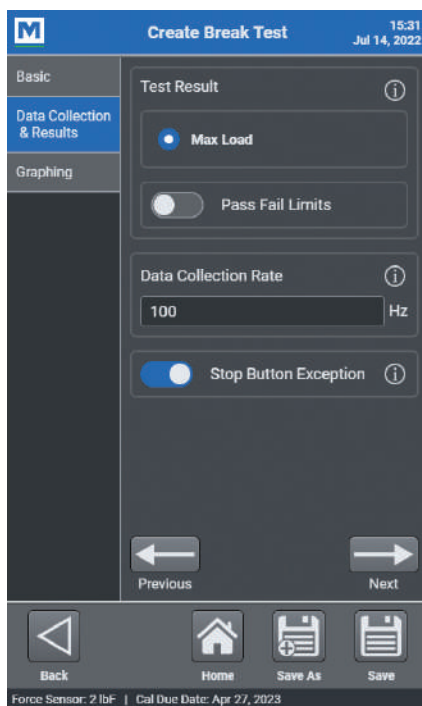 M
Create Break Test
15:31
Jul 14, 2022
Basic
Data Collection
& Results
Graphing
Test Result
Max Load
Pass Fail Limits
Data Collection Rate
100
Hz
Stop Button Exception
Previous
Next
Back
Home
Save As
Save
Force Sensor: 2 lbF | Cal Due Date: Apr 27, 2023